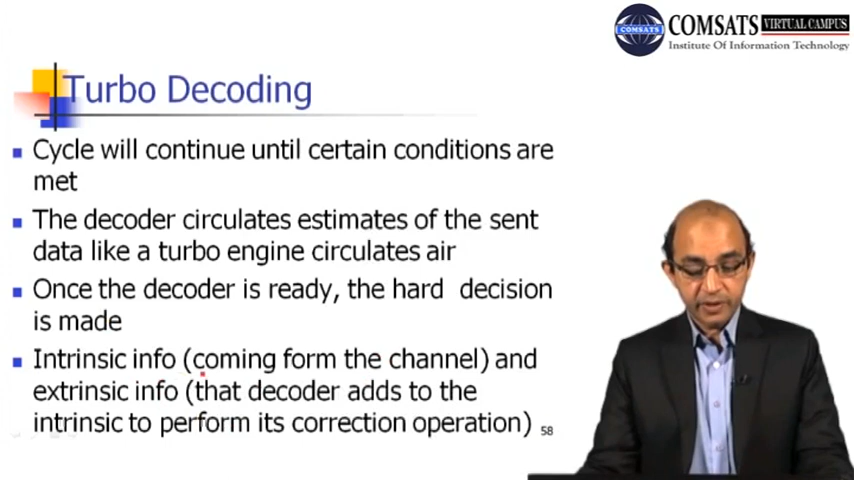 COMSATS VIRTUAL CAMPUS
COMSATS
Institute Of Information Technology
Turbo Decoding
Cycle will continue until certain conditions are
met
The decoder circulates estimates of the sent
data like a turbo engine circulates air
Once the decoder is ready, the hard decision
is made
Intrinsic info (coming form the channel) and
extrinsic info (that decoder adds to the
intrinsic to perform its correction operation)
58